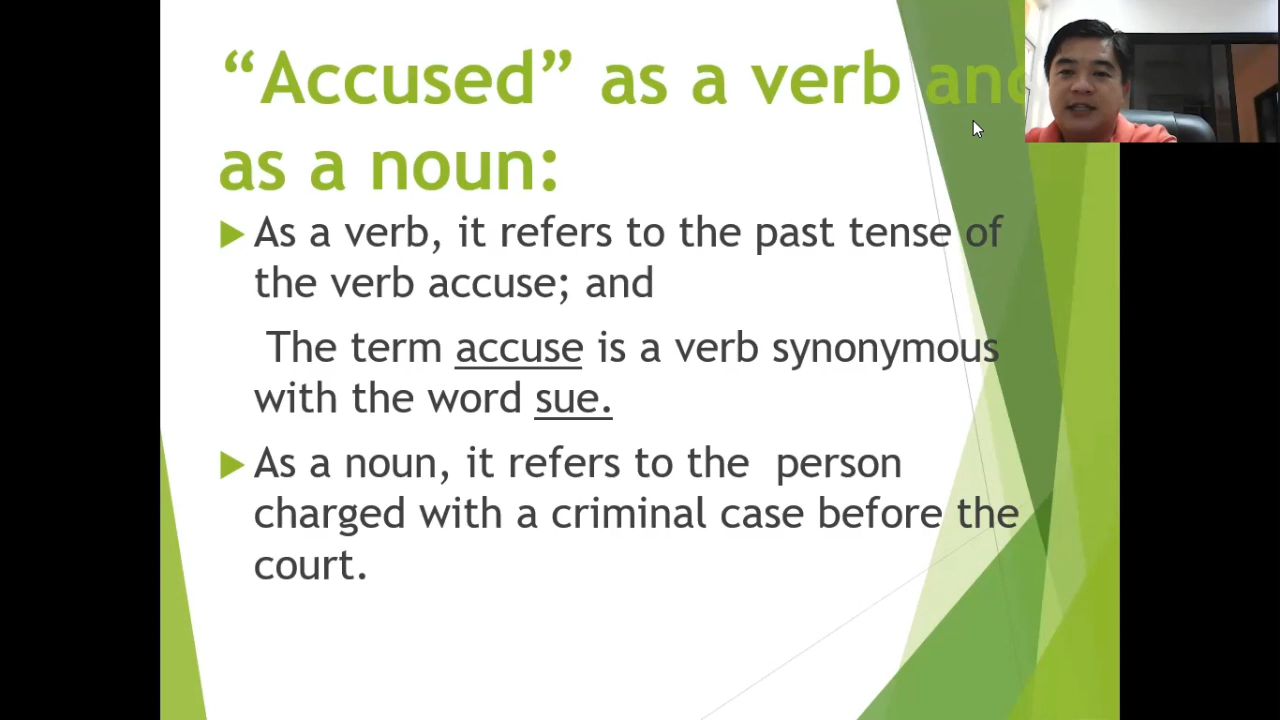 “Accused” as a verb and
as a noun:
As a verb, it refers to the past tense of
the verb accuse; and
The term accuse is a verb synonymous
with the word sue.
As a noun, it refers to the person
charged with a criminal case before the
court.